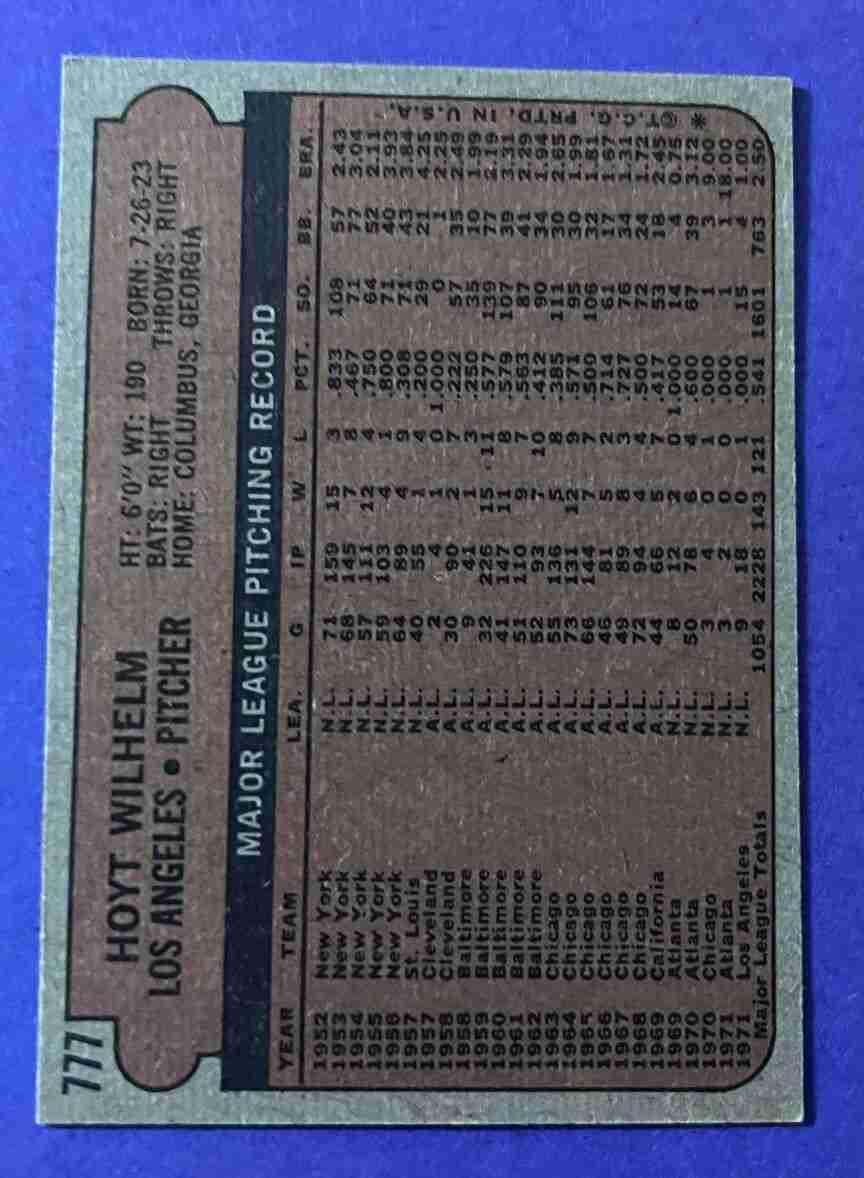 777
HOYT WILHELM
LOS ANGELES • PITCHER
HT: 6'0" WT: 190 BORN: 7-26-23
BATS: RIGHT THROWS: RIGHT
HOME: COLUMBUS, GEORGIA
MAJOR LEAGUE PITCHING RECORD
YEAR TEAM LEA. G IP W L PCT. SO. BB. ERA.
1952 New York N.L. 71 159 15 3 .833 108 57 2.43
1953 New York N.L. 68 145 7 8 .467 71 77 3.04
1954 New York N.L. 57 111 12 4 .750 64 52 2.11
1955 New York N.L. 59 103 4 1 .800 71 40 3.93
1956 New York N.L. 64 89 4 9 .308 71 43 3.84
1957 St. Louis N.L. 40 55 1 4 .200 29 21 4.25
1957 Cleveland A.L. 2 4 1 0 1.000 0 1 2.25
1958 Cleveland A.L. 30 90 2 7 .222 57 35 2.49
1958 Baltimore A.L. 9 41 1 3 .250 35 10 1.99
1959 Baltimore A.L. 32 226 15 11 .577 139 77 2.19
1960 Baltimore A.L. 41 147 11 8 .579 107 39 3.31
1961 Baltimore A.L. 51 110 9 7 .563 87 41 2.29
1962 Baltimore A.L. 52 93 7 10 .412 90 34 1.94
1963 Chicago A.L. 55 136 5 8 .385 111 30 2.65
1964 Chicago A.L. 73 131 12 9 .571 95 30 1.99
1965 Chicago A.L. 66 144 7 7 .500 106 32 1.81
1966 Chicago A.L. 46 81 5 2 .714 61 17 1.67
1967 Chicago A.L. 49 89 8 3 .727 76 34 1.31
1968 Chicago A.L. 72 94 4 4 .500 72 24 1.72
1969 California A.L. 44 66 5 7 .417 53 18 2.45
1969 Atlanta N.L. 8 12 2 0 1.000 14 4 0.75
1970 Atlanta N.L. 50 78 6 4 .600 67 39 3.12
1970 Chicago N.L. 3 4 0 1 .000 1 3 9.00
1971 Atlanta N.L. 3 2 0 0 .000 1 1 18.00
1971 Los Angeles N.L. 9 18 0 1 .000 15 4 1.00
Major League Totals 1054 2228 143 121 .541 1601 763 2.50
* ©T.C.G. PRTD. IN U.S.A.